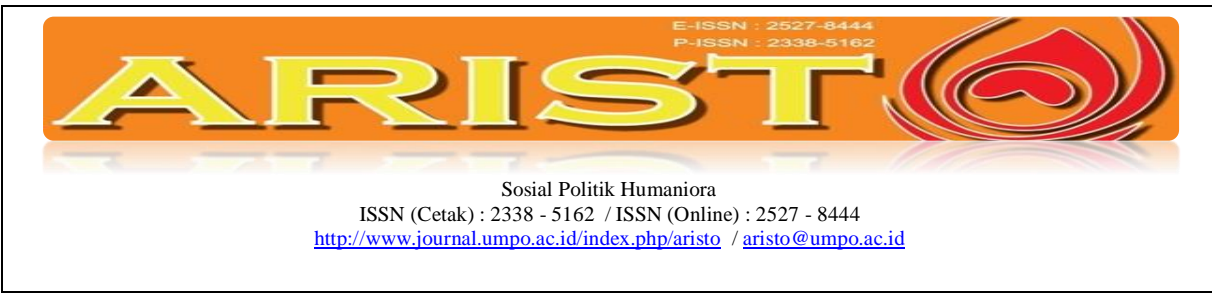 E-ISSN : 2527-8444
P-ISSN : 2338-5162
ARISTO
Sosial Politik Humaniora
ISSN (Cetak) : 2338 - 5162 / ISSN (Online) : 2527 - 8444
http://www.journal.umpo.ac.id/index.php/aristo / aristo@umpo.ac.id